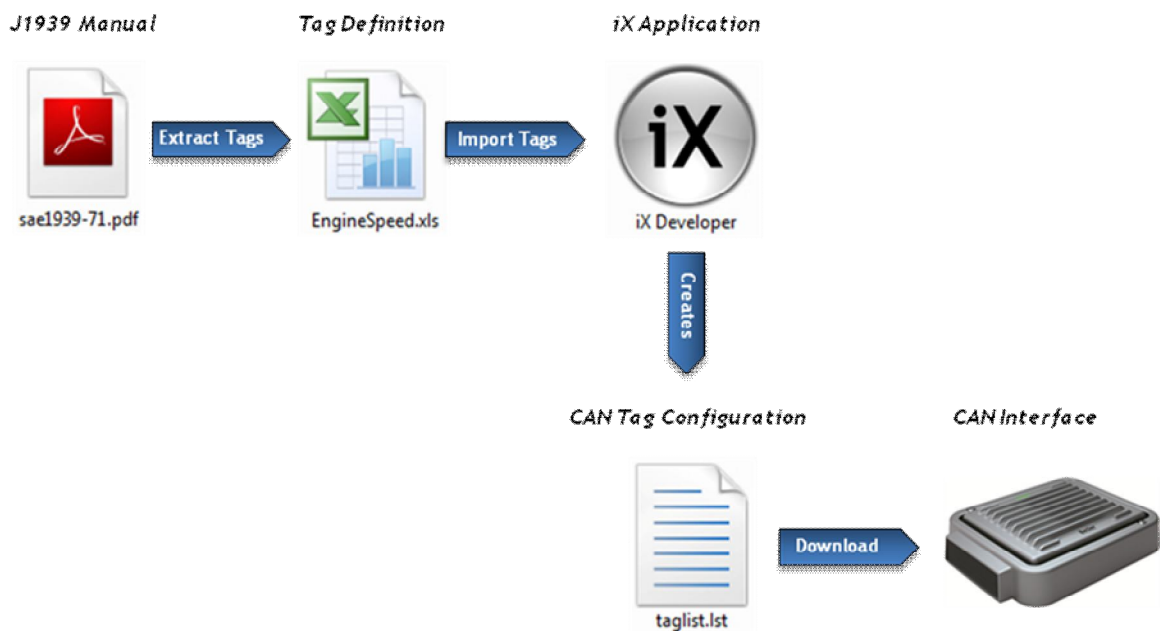 J1939 Manual
Tag Definition
iX Application
Extract Tags
Import Tags
iX
sae1939-71.pdf
EngineSpeed.xls
iX Developer
Creates
CAN Tag Configuration
CAN Interface
Download
taglist.lst